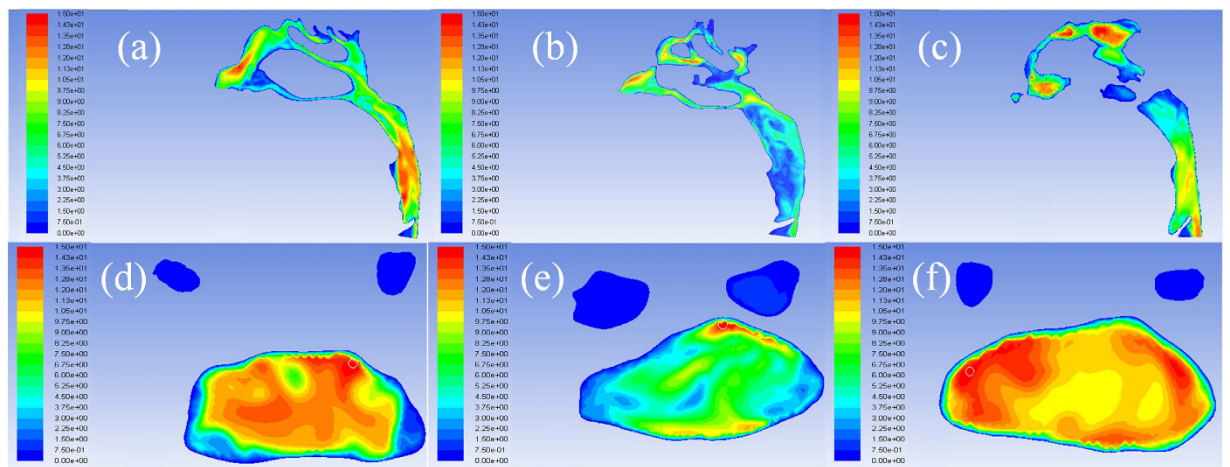 (a)
1.50e+01
1.43e+01
1.35e+01
1.28e+01
1.20e+01
1.13e+01
1.05e+01
9.75e+00
9.00e+00
8.25e+00
7.50e+00
6.75e+00
6.00e+00
5.25e+00
4.50e+00
3.75e+00
3.00e+00
2.25e+00
1.50e+00
7.50e-01
0.00e+00
(b)
1.50e+01
1.43e+01
1.35e+01
1.28e+01
1.20e+01
1.13e+01
1.05e+01
9.75e+00
9.00e+00
8.25e+00
7.50e+00
6.75e+00
6.00e+00
5.25e+00
4.50e+00
3.75e+00
3.00e+00
2.25e+00
1.50e+00
7.50e-01
0.00e+00
(c)
1.50e+01
1.43e+01
1.35e+01
1.28e+01
1.20e+01
1.13e+01
1.05e+01
9.75e+00
9.00e+00
8.25e+00
7.50e+00
6.75e+00
6.00e+00
5.25e+00
4.50e+00
3.75e+00
3.00e+00
2.25e+00
1.50e+00
7.50e-01
0.00e+00
(d)
1.50e+01
1.43e+01
1.35e+01
1.28e+01
1.20e+01
1.13e+01
1.05e+01
9.75e+00
9.00e+00
8.25e+00
7.50e+00
6.75e+00
6.00e+00
5.25e+00
4.50e+00
3.75e+00
3.00e+00
2.25e+00
1.50e+00
7.50e-01
0.00e+00
(e)
1.50e+01
1.43e+01
1.35e+01
1.28e+01
1.20e+01
1.13e+01
1.05e+01
9.75e+00
9.00e+00
8.25e+00
7.50e+00
6.75e+00
6.00e+00
5.25e+00
4.50e+00
3.75e+00
3.00e+00
2.25e+00
1.50e+00
7.50e-01
0.00e+00
(f)
1.50e+01
1.43e+01
1.35e+01
1.28e+01
1.20e+01
1.13e+01
1.05e+01
9.75e+00
9.00e+00
8.25e+00
7.50e+00
6.75e+00
6.00e+00
5.25e+00
4.50e+00
3.75e+00
3.00e+00
2.25e+00
1.50e+00
7.50e-01
0.00e+00